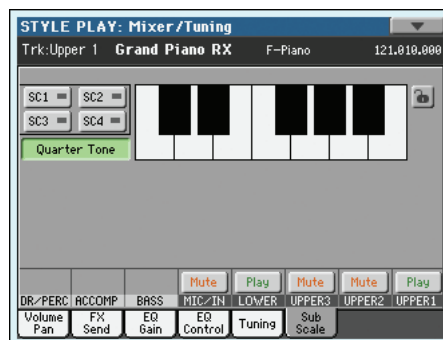 STYLE PLAY: Mixer/Tuning
Trk:Upper 1 Grand Piano RX F-Piano 121.010.000
SC1 SC2
SC3 SC4
Quarter Tone
Mute Play Mute Mute Play
DR/PERC ACCOMP BASS MIC/IN LOWER UPPER3 UPPER2 UPPER1
Volume Pan FX Send EQ Gain EQ Control Tuning Sub Scale